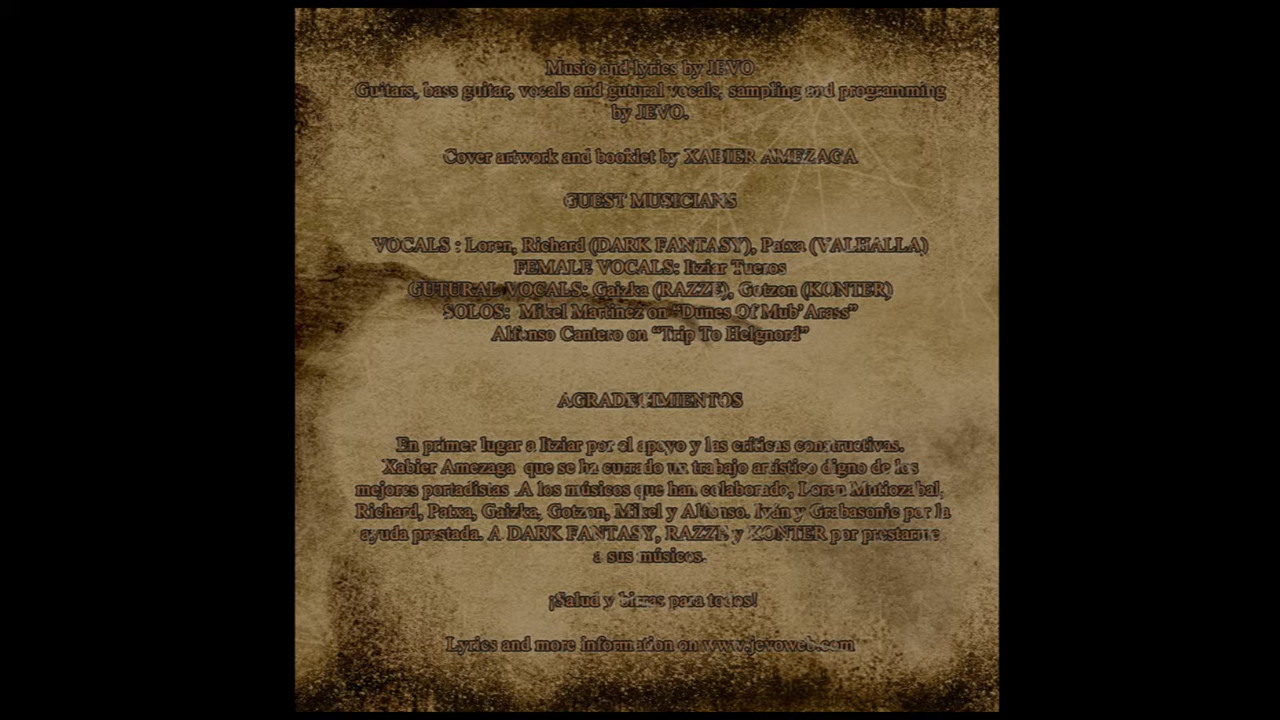 Music and lyrics by JEVO
Guitars, bass guitar, vocals and gutural vocals, sampling and programming
by JEVO.
Cover artwork and booklet by XABIER AMEZAGA
GUEST MUSICIANS
VOCALS : Loren, Richard (DARK FANTASY), Patxa (VALHALLA)
FEMALE VOCALS: Itziar Tueros
GUTURAL VOCALS: Gaizka (RAZZE), Gotzon (KONTER)
SOLOS: Mikel Martinez on “Dunes Of Mub’Arass”
Alfonso Cantero on “Trip To Helgnord”
AGRADECIMIENTOS
En primer lugar a Itziar por el apoyo y las críticas constructivas.
Xabier Amezaga que se ha currado un trabajo artístico digno de los
mejores portadistas .A los músicos que han colaborado, Loren Mutiozabal,
Richard, Patxa, Gaizka, Gotzon, Mikel y Alfonso. Iván y Grabasonic por la
ayuda prestada. A DARK FANTASY, RAZZE y KONTER por prestarme
a sus músicos.
¡Salud y birras para todos!
Lyrics and more information on www.jevoweb.com